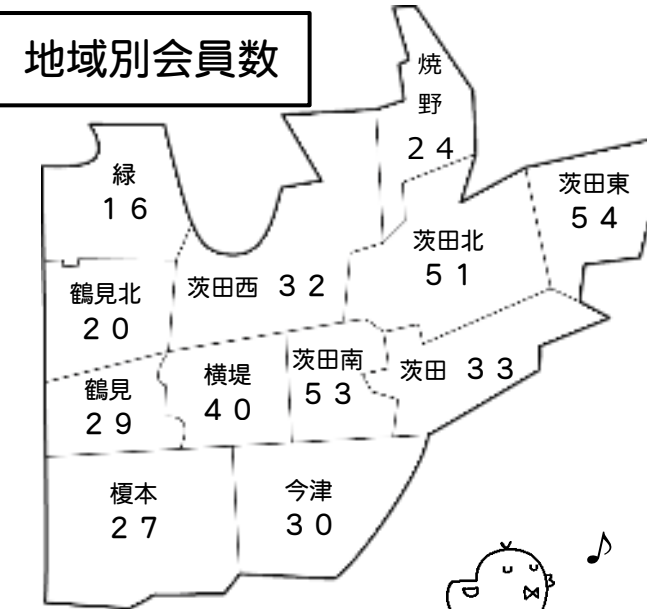 地域別会員数
焼
野
２４
緑
１６
茨田東
５４
茨田北
５１
鶴見北
２０
茨田西 ３２
鶴見
２９
横堤
４０
茨田南
５３
茨田 ３３
榎本
２７
今津
３０